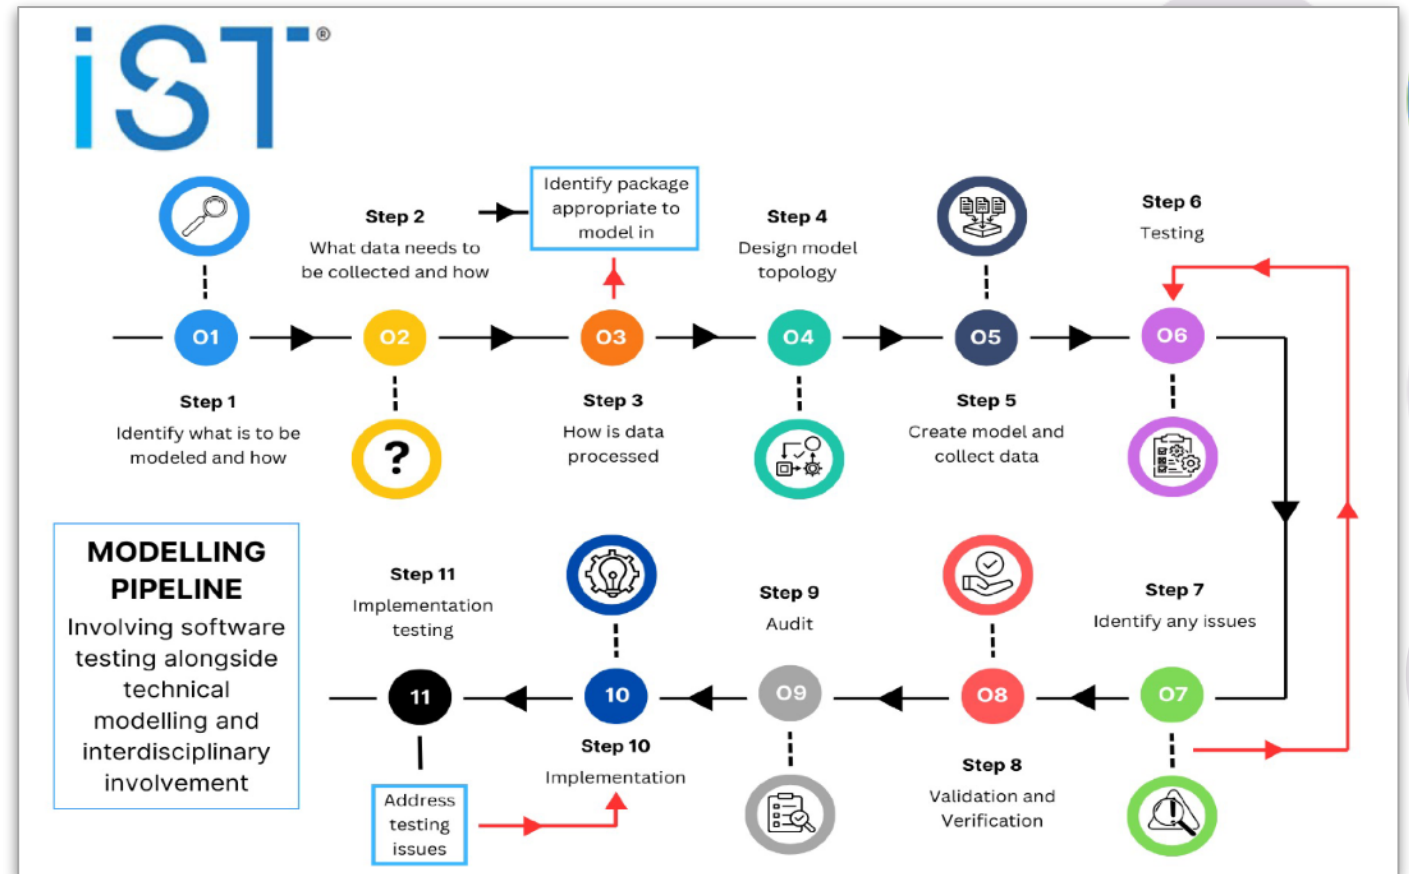 iST®
Identify package
appropriate to
model in
Step 2
What data needs to
be collected and how
Step 4
Design model
topology
Step 6
Testing
01
02
03
04
05
06
Step 1
Identify what is to be
modeled and how
?
Step 3
How is data
processed
Step 5
Create model and
collect data
MODELLING
PIPELINE
Involving software
testing alongside
technical
modelling and
interdisciplinary
involvement
Step 11
Implementation
testing
Step 9
Audit
Step 7
Identify any issues
11
10
09
08
07
Address
testing
issues
Step 10
Implementation
Step 8
Validation and
Verification